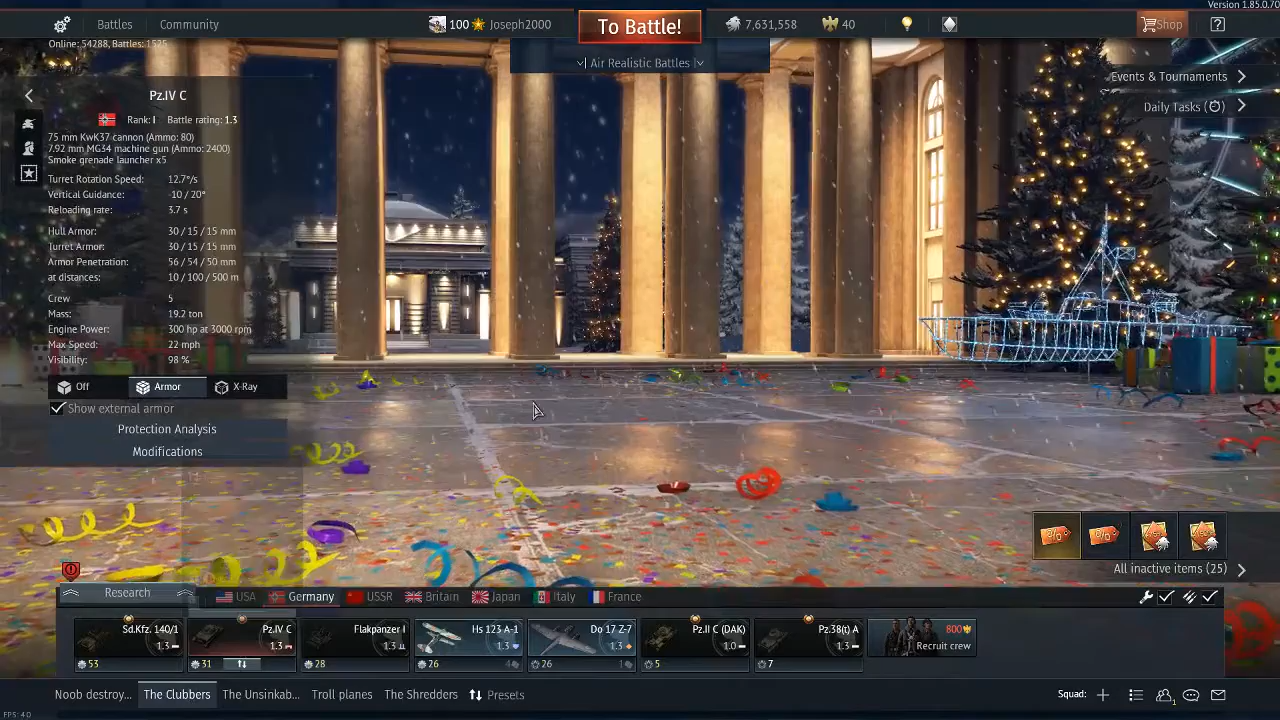 Version 1.85.0.70
Battles
Community
100 Joseph2000
To Battle!
7,631,558
40
Shop
?
Online: 54288, Battles: 1525
Air Realistic Battles
Events & Tournaments
Daily Tasks
Pz.IV C
Rank: I Battle rating: 1.3
75 mm KwK37 cannon (Ammo: 80)
7.92 mm MG34 machine gun (Ammo: 2400)
Smoke grenade launcher x5
Turret Rotation Speed: 12.7°/s
Vertical Guidance: -10 / 20°
Reloading rate: 3.7 s
Hull Armor: 30 / 15 / 15 mm
Turret Armor: 30 / 15 / 15 mm
Armor Penetration: 56 / 54 / 50 mm
at distances: 10 / 100 / 500 m
Crew 5
Mass: 19.2 ton
Engine Power: 300 hp at 3000 rpm
Max Speed: 22 mph
Visibility: 98 %
Off Armor X-Ray
Show external armor
Protection Analysis
Modifications
All inactive items (25)
Research
USA Germany USSR Britain Japan Italy France
Sd.Kfz. 140/1
1.3
53
Pz.IV C
1.3
31
Flakpanzer I
1.3
28
Hs 123 A-1
1.3
26
4
Do 17 Z-7
1.3
26
1
Pz.II C (DAK)
1.0
5
Pz.38(t) A
1.3
7
800
Recruit crew
Noob destroy... The Clubbers The Unsinkab... Troll planes The Shredders Presets
Squad:
1
FPS: 40